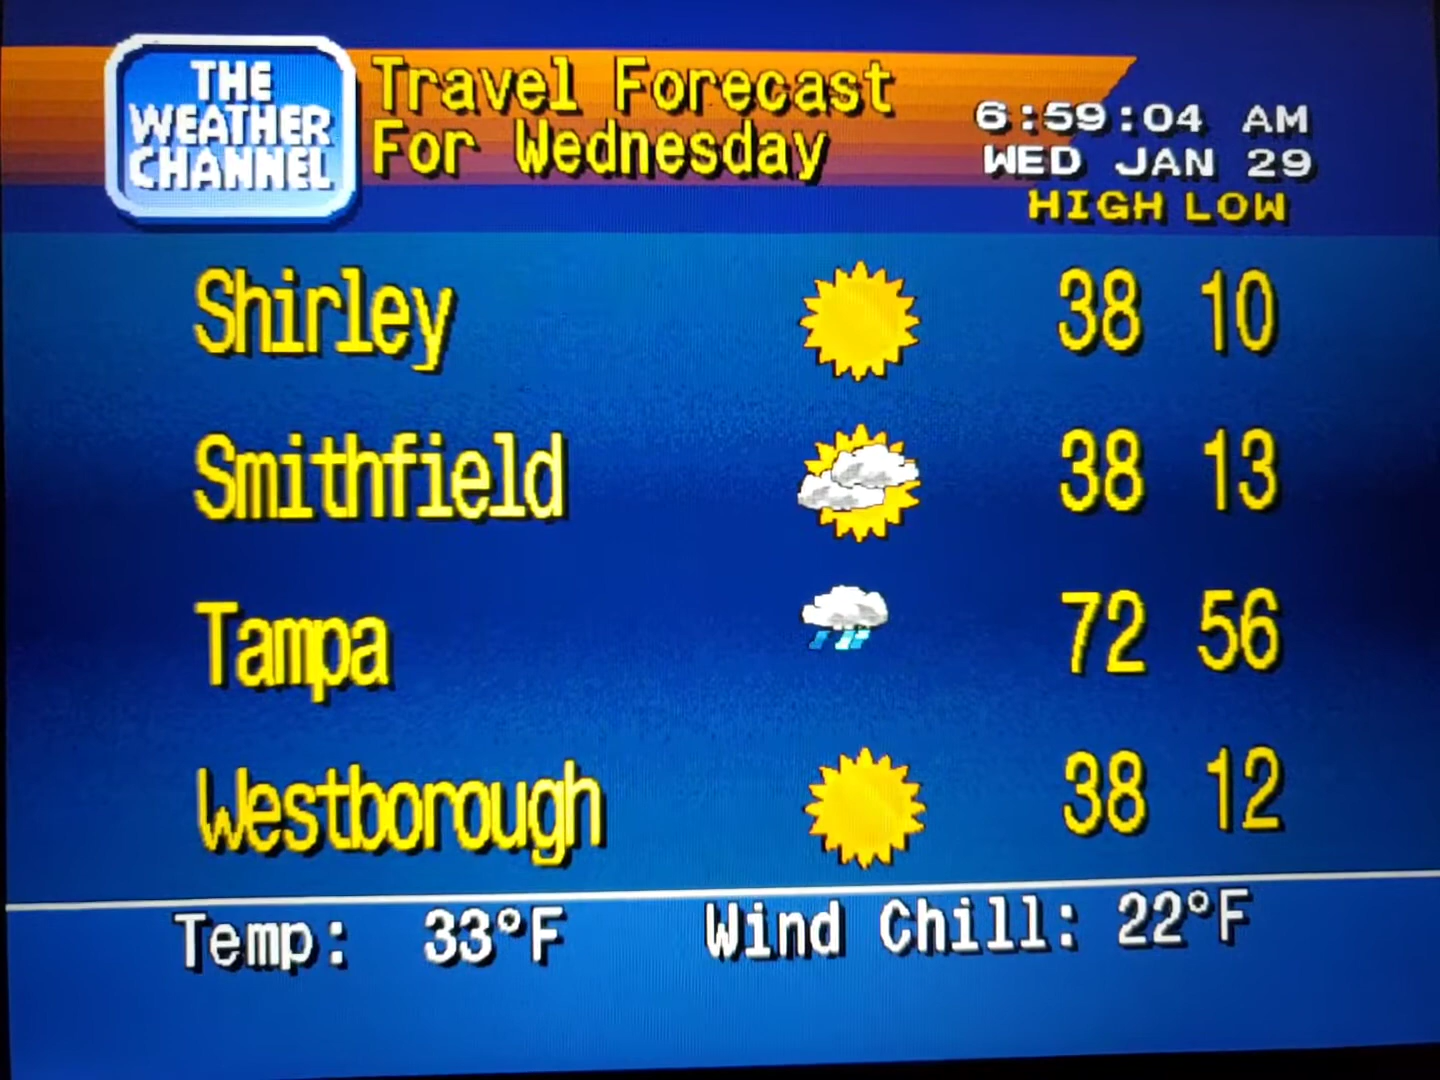 THE
WEATHER
CHANNEL
Travel Forecast
For Wednesday
6:59:04 AM
WED JAN 29
HIGH LOW
Shirley 38 10
Smithfield 38 13
Tampa 72 56
Westborough 38 12
Temp: 33°F Wind Chill: 22°F